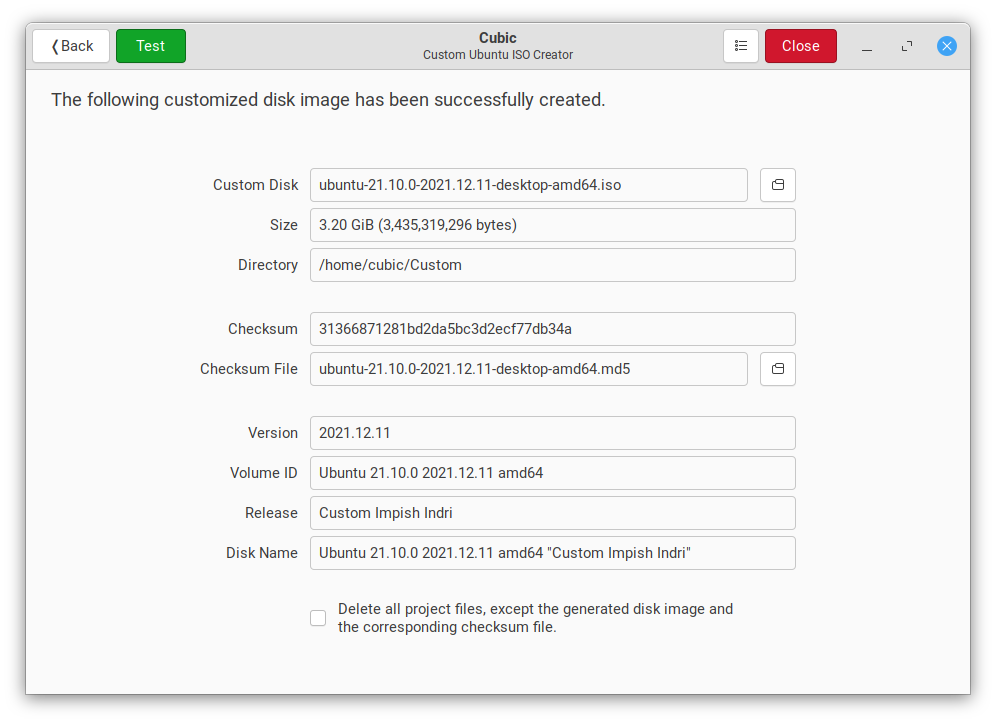 Back
Test
Cubic
Custom Ubuntu ISO Creator
Close
The following customized disk image has been successfully created.
Custom Disk
ubuntu-21.10.0-2021.12.11-desktop-amd64.iso
Size
3.20 GiB (3,435,319,296 bytes)
Directory
/home/cubic/Custom
Checksum
31366871281bd2da5bc3d2ecf77db34a
Checksum File
ubuntu-21.10.0-2021.12.11-desktop-amd64.md5
Version
2021.12.11
Volume ID
Ubuntu 21.10.0 2021.12.11 amd64
Release
Custom Impish Indri
Disk Name
Ubuntu 21.10.0 2021.12.11 amd64 "Custom Impish Indri"
Delete all project files, except the generated disk image and
the corresponding checksum file.